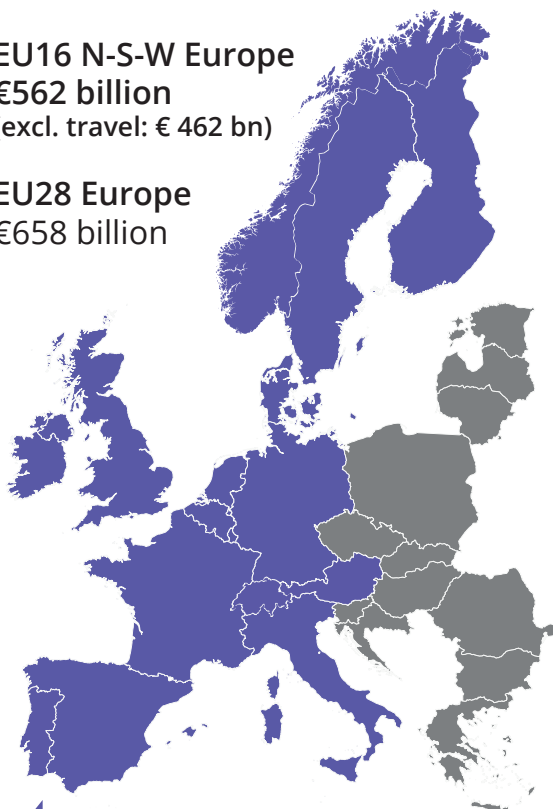 EU16 N-S-W Europe
€562 billion
(excl. travel: € 462 bn)
EU28 Europe
€658 billion